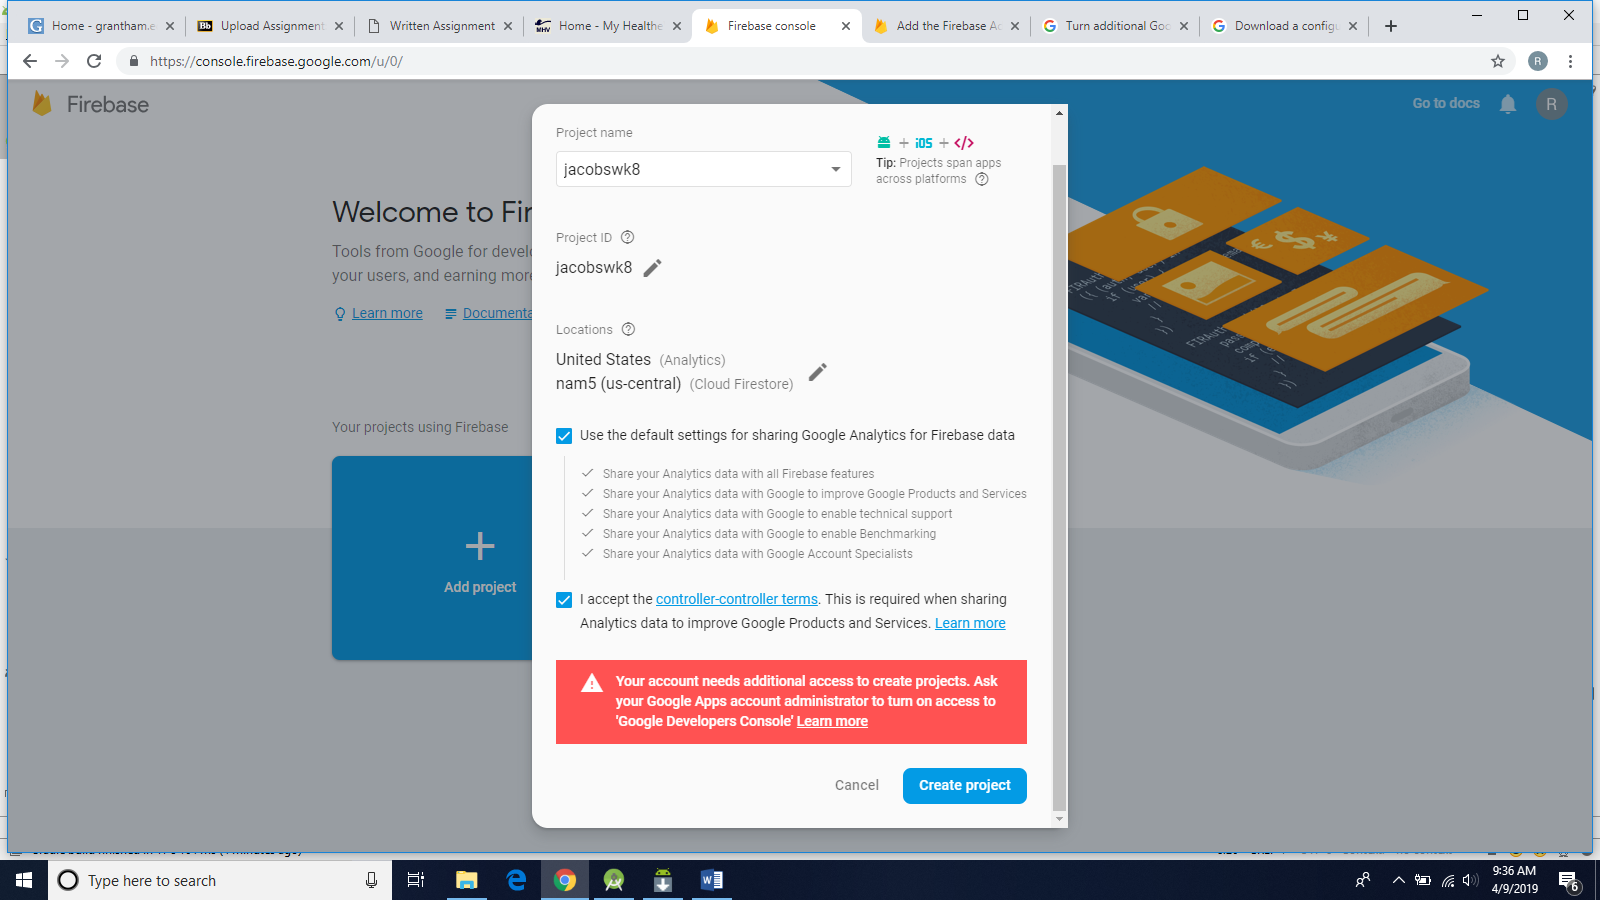 Home - grantham.e
Bb Upload Assignment
Written Assignment
MHV Home - My Healthe
Firebase console
Add the Firebase Ac
Turn additional Goo
Download a configu
https://console.firebase.google.com/u/0/
R
Firebase
Go to docs
R
Welcome to Fir
Tools from Google for develo
your users, and earning more
Learn more
Documenta
Your projects using Firebase
Add project
Project name
jacobswk8
iOS
Tip: Projects span apps
across platforms
Project ID
jacobswk8
Locations
United States (Analytics)
nam5 (us-central) (Cloud Firestore)
Use the default settings for sharing Google Analytics for Firebase data
Share your Analytics data with all Firebase features
Share your Analytics data with Google to improve Google Products and Services
Share your Analytics data with Google to enable technical support
Share your Analytics data with Google to enable Benchmarking
Share your Analytics data with Google Account Specialists
I accept the controller-controller terms. This is required when sharing
Analytics data to improve Google Products and Services. Learn more
Your account needs additional access to create projects. Ask
your Google Apps account administrator to turn on access to
'Google Developers Console' Learn more
Cancel
Create project
Type here to search
9:36 AM
4/9/2019
6